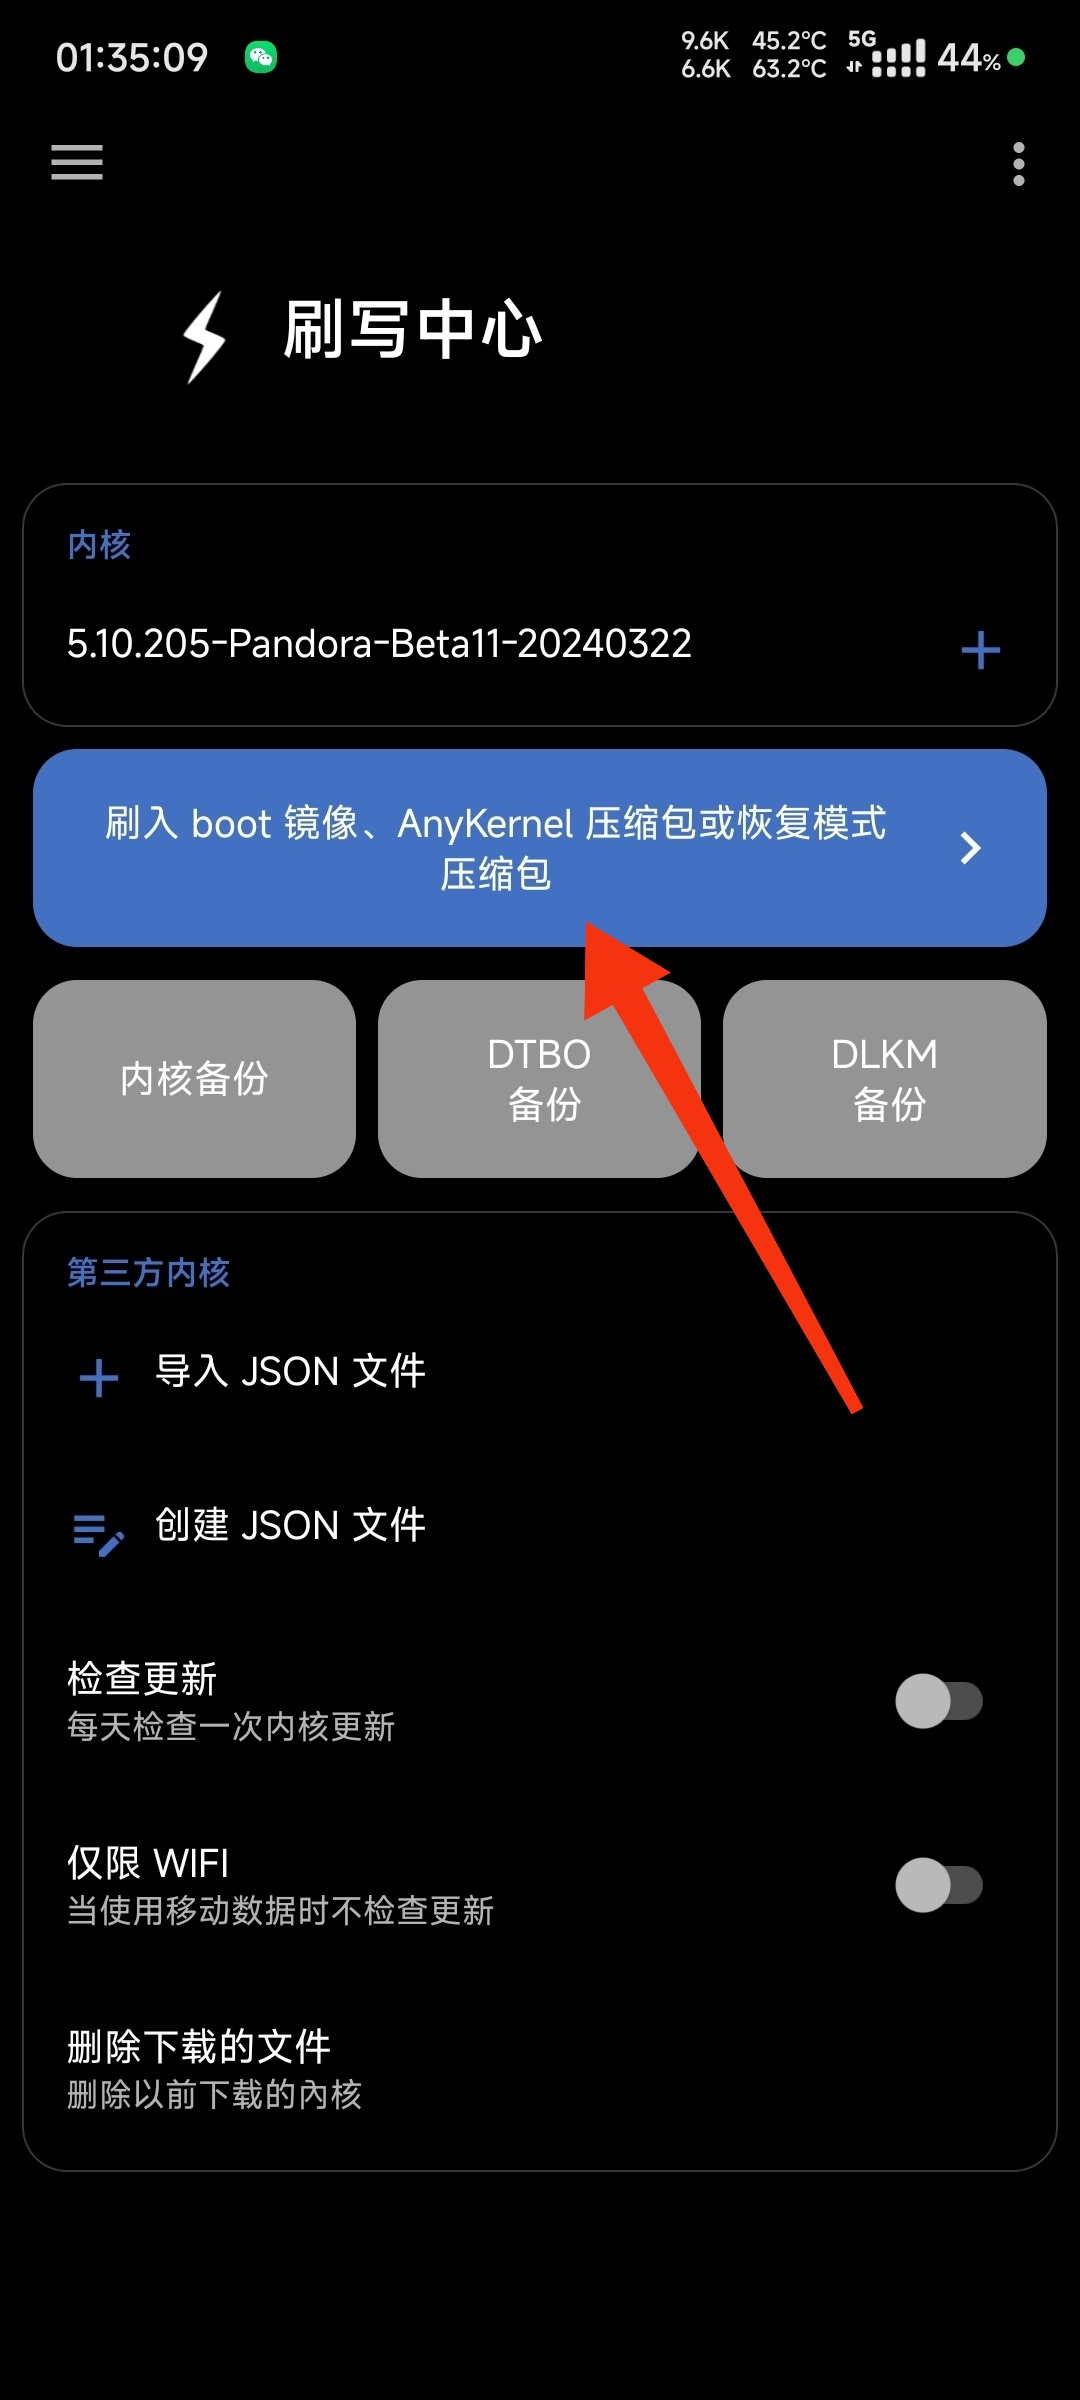 01:35:09
9.6K 45.2°C 5G 44%
6.6K 63.2°C
刷写中心
内核
5.10.205-Pandora-Beta11-20240322
刷入 boot 镜像、AnyKernel 压缩包或恢复模式
压缩包
内核备份
DTBO
备份
DLKM
备份
第三方内核
导入 JSON 文件
创建 JSON 文件
检查更新
每天检查一次内核更新
仅限 WIFI
当使用移动数据时不检查更新
删除下载的文件
删除以前下载的內核